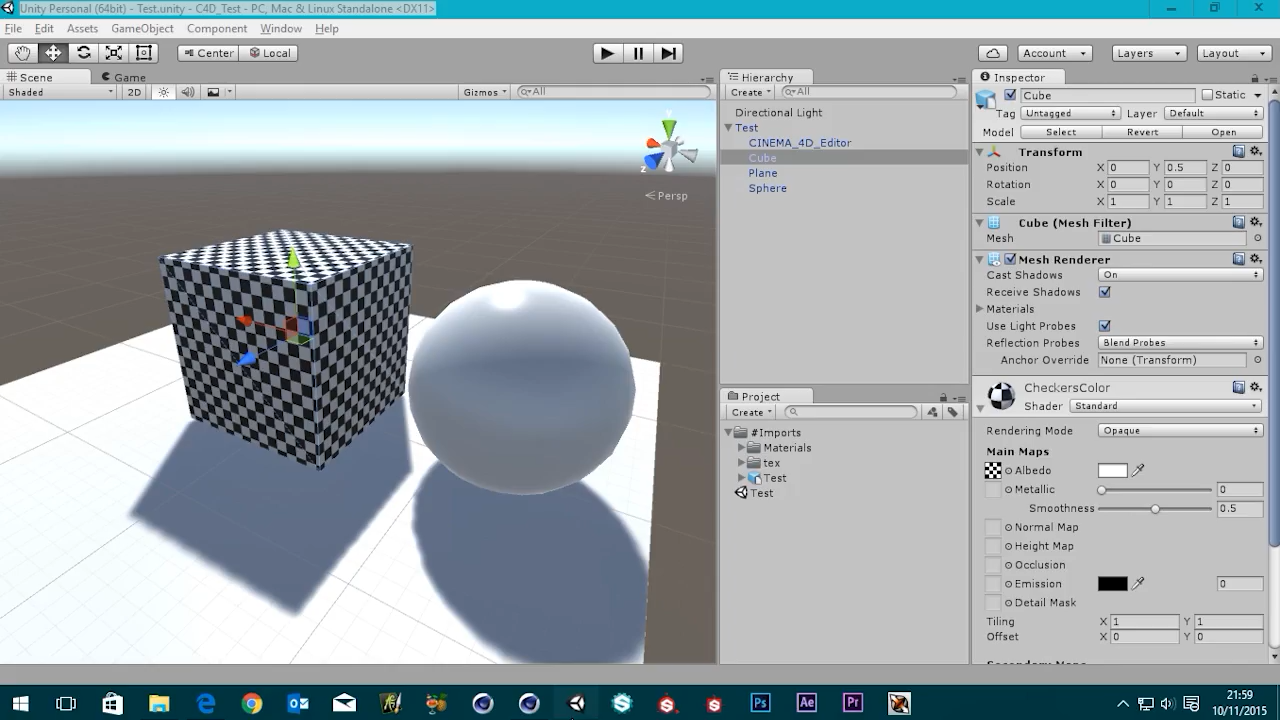 Unity Personal (64bit) - Test.unity - C4D_Test - PC, Mac & Linux Standalone <DX11>
File Edit Assets GameObject Component Window Help
Center Local Account Layers Layout
Scene Game
Shaded 2D Gizmos All
y
z
Persp
Hierarchy
Create All
Directional Light
Test
CINEMA_4D_Editor
Cube
Plane
Sphere
Project
Create
#Imports
Materials
tex
Test
Test
Inspector
Cube Static
Tag Untagged Layer Default
Model Select Revert Open
Transform
Position X 0 Y 0.5 Z 0
Rotation X 0 Y 0 Z 0
Scale X 1 Y 1 Z 1
Cube (Mesh Filter)
Mesh Cube
Mesh Renderer
Cast Shadows On
Receive Shadows
Materials
Use Light Probes
Reflection Probes Blend Probes
Anchor Override None (Transform)
CheckersColor
Shader Standard
Rendering Mode Opaque
Main Maps
Albedo
Metallic 0
Smoothness 0.5
Normal Map
Height Map
Occlusion
Emission 0
Detail Mask
Tiling X 1 Y 1
Offset X 0 Y 0
Secondary Maps
Ps Ae Pr
21:59
10/11/2015